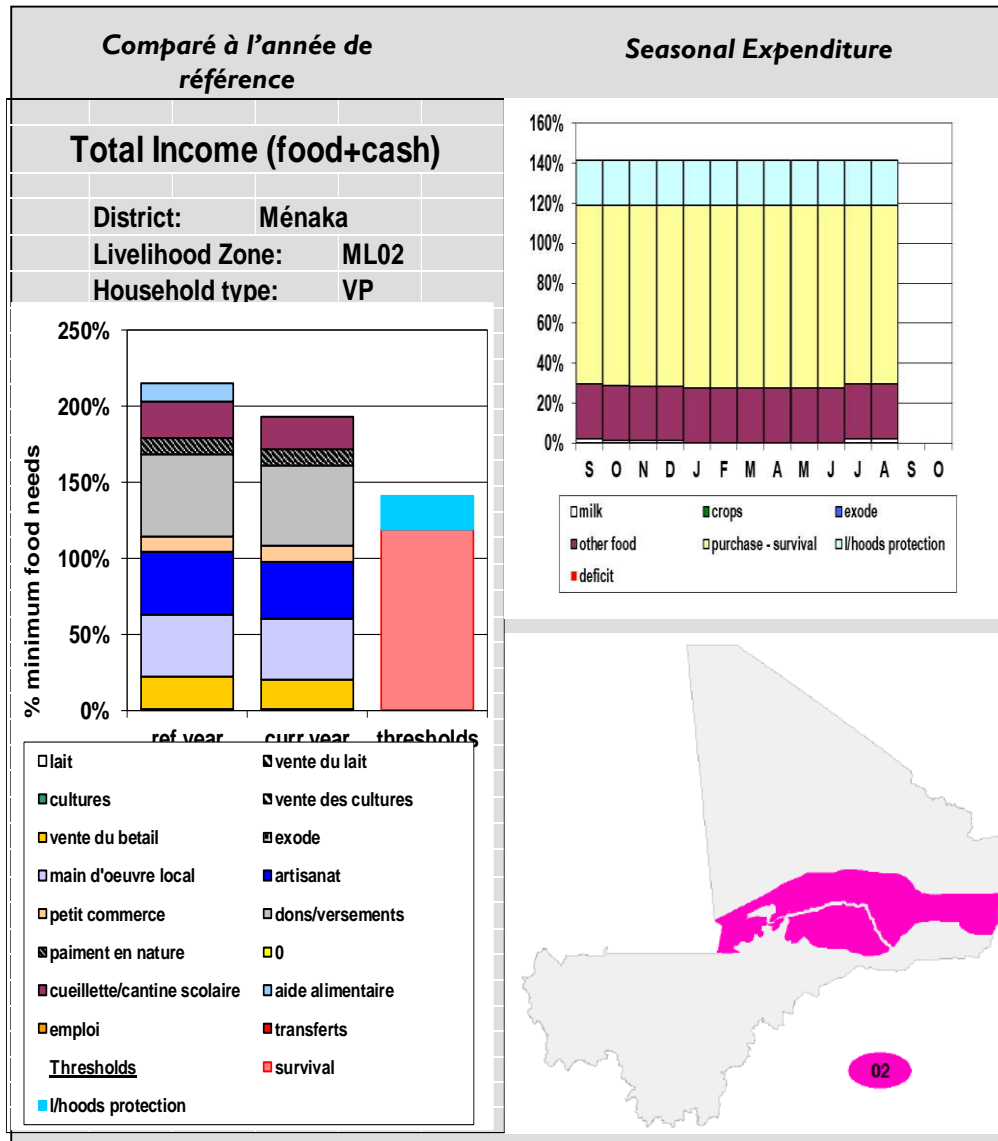 Comparé à l'année de
référence
Seasonal Expenditure
Total Income (food+cash)
District: Ménaka
Livelihood Zone: ML02
Household type: VP
250%
200%
150%
100%
50%
0%
% minimum food needs
ref year curr year thresholds
lait vente du lait
cultures vente des cultures
vente du betail exode
main d'oeuvre local artisanat
petit commerce dons/versements
paiment en nature 0
cueillette/cantine scolaire aide alimentaire
emploi transferts
Thresholds survival
l/hoods protection
160%
140%
120%
100%
80%
60%
40%
20%
0%
S O N D J F M A M J J A S O
milk crops exode
other food purchase - survival l/hoods protection
deficit
02